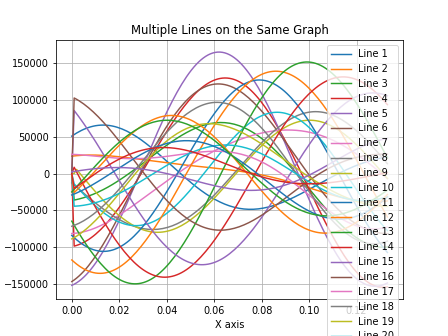 Multiple Lines on the Same Graph
150000
100000
50000
0
−50000
−100000
−150000
0.00
0.02
0.04
0.06
0.08
0.10
X axis
Line 1
Line 2
Line 3
Line 4
Line 5
Line 6
Line 7
Line 8
Line 9
Line 10
Line 11
Line 12
Line 13
Line 14
Line 15
Line 16
Line 17
Line 18
Line 19
Line 20